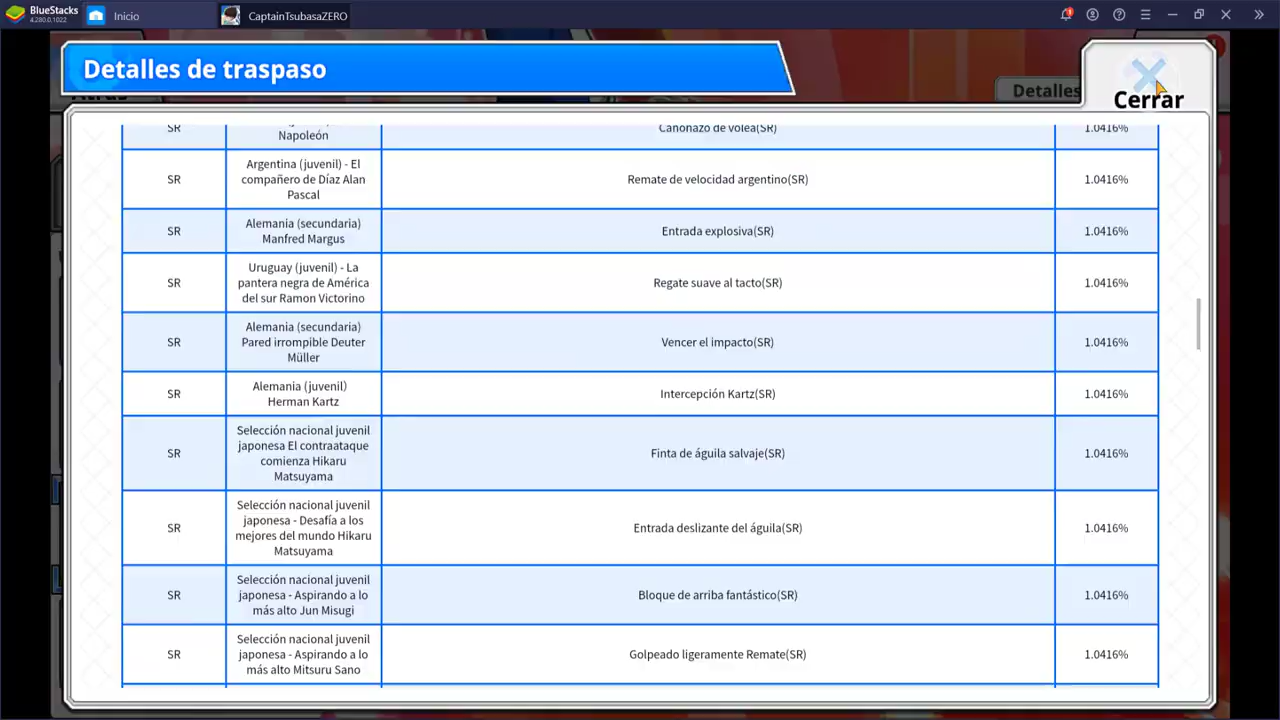 BlueStacks
4.280.0.1022
Inicio
CaptainTsubasaZERO
Detalles de traspaso
Detalles
Cerrar
SR
Napoleón
Cañonazo de volea(SR)
1.0416%
SR
Argentina (juvenil) - El
compañero de Díaz Alan
Pascal
Remate de velocidad argentino(SR)
1.0416%
SR
Alemania (secundaria)
Manfred Margus
Entrada explosiva(SR)
1.0416%
SR
Uruguay (juvenil) - La
pantera negra de América
del sur Ramon Victorino
Regate suave al tacto(SR)
1.0416%
SR
Alemania (secundaria)
Pared irrompible Deuter
Müller
Vencer el impacto(SR)
1.0416%
SR
Alemania (juvenil)
Herman Kartz
Intercepción Kartz(SR)
1.0416%
SR
Selección nacional juvenil
japonesa El contraataque
comienza Hikaru
Matsuyama
Finta de águila salvaje(SR)
1.0416%
SR
Selección nacional juvenil
japonesa - Desafía a los
mejores del mundo Hikaru
Matsuyama
Entrada deslizante del águila(SR)
1.0416%
SR
Selección nacional juvenil
japonesa - Aspirando a lo
más alto Jun Misugi
Bloque de arriba fantástico(SR)
1.0416%
SR
Selección nacional juvenil
japonesa - Aspirando a lo
más alto Mitsuru Sano
Golpeado ligeramente Remate(SR)
1.0416%